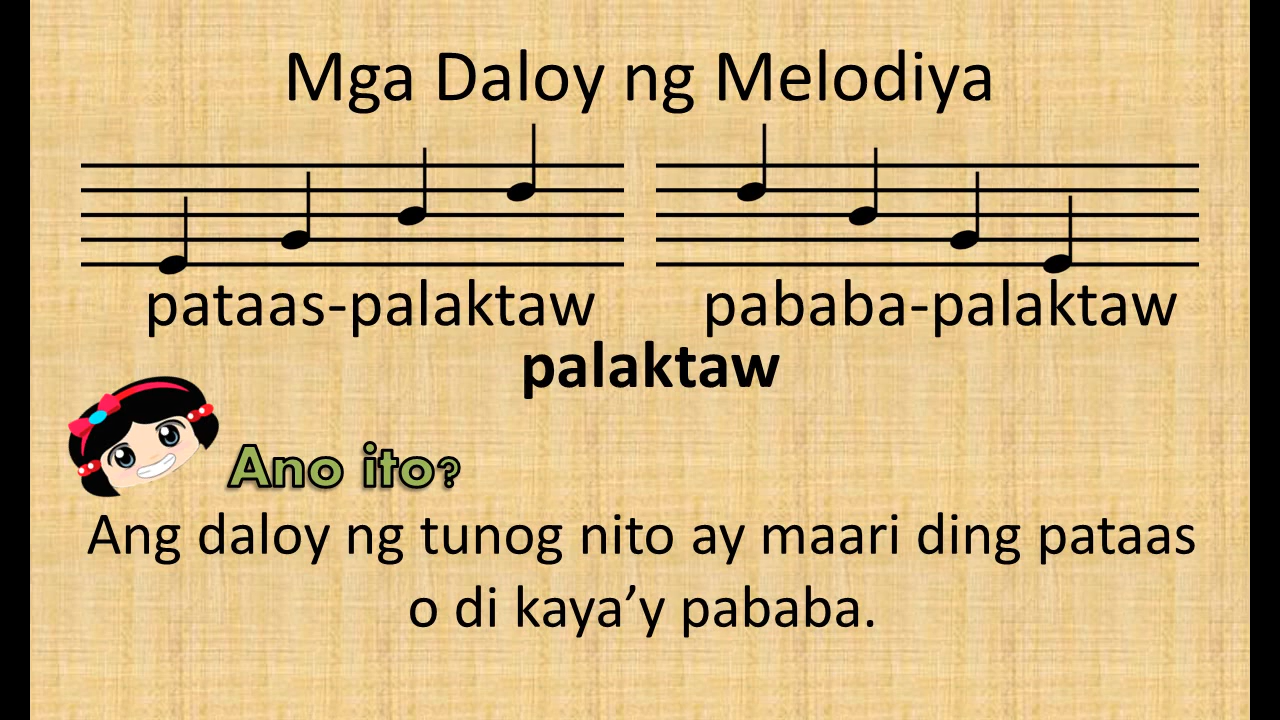 Mga Daloy ng Melodiya
pataas-palaktaw
pababa-palaktaw
palaktaw
Ano ito?
Ang daloy ng tunog nito ay maari ding pataas
o di kaya’y pababa.